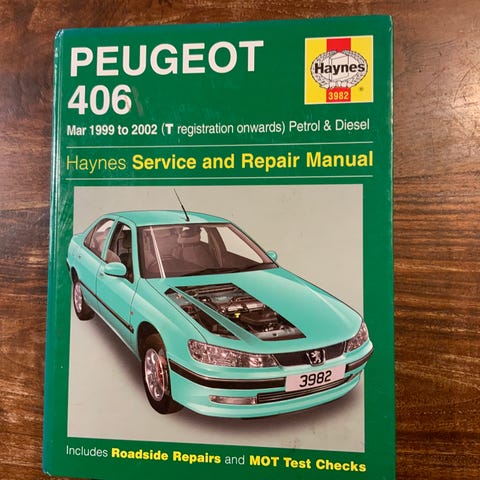 PEUGEOT
406
Haynes
3982
Mar 1999 to 2002 (T registration onwards) Petrol & Diesel
Haynes Service and Repair Manual
3982
Includes Roadside Repairs and MOT Test Checks